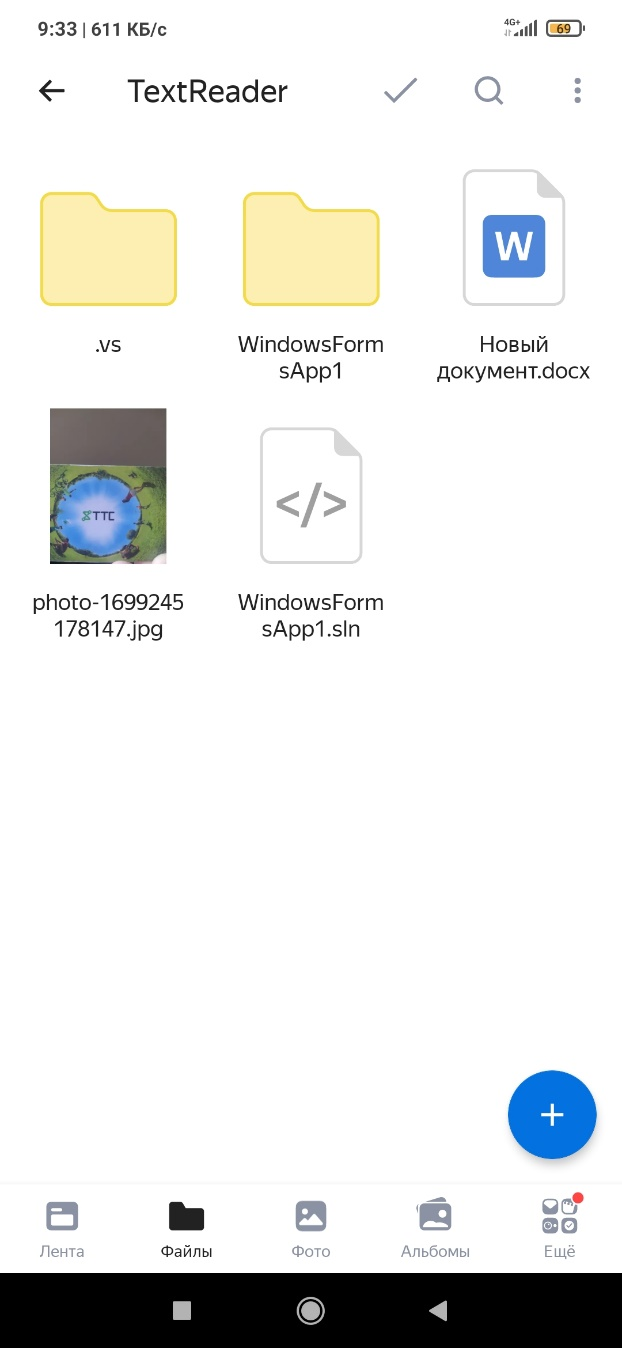 9:33 | 611 КБ/с
4G+
69
TextReader
.vs
WindowsForm
sApp1
W
Новый
документ.docx
TTC
</>
photo-1699245
178147.jpg
WindowsForm
sApp1.sln
+
Лента
Файлы
Фото
Альбомы
Ещё